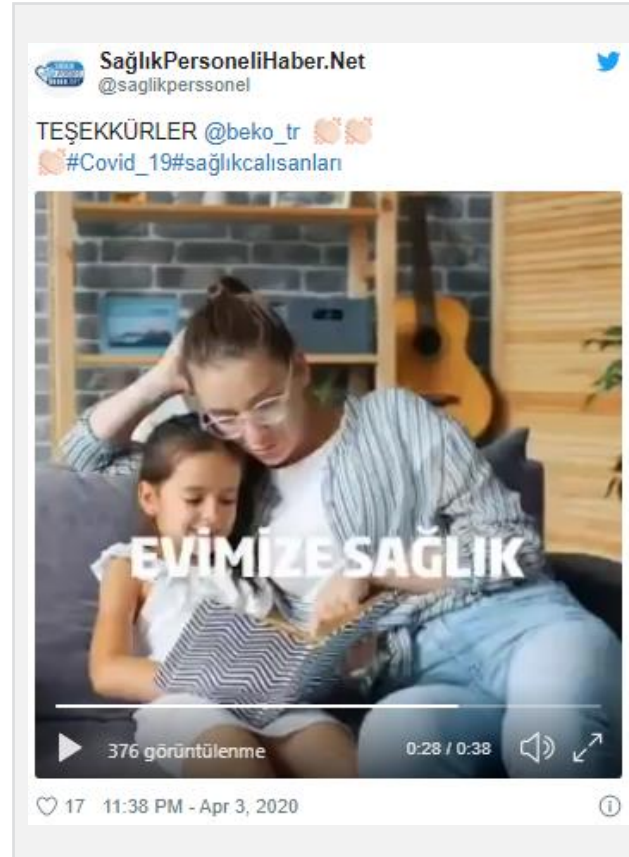 SağlıkPersoneliHaber.Net
@saglikperssonel
TEŞEKKÜRLER @beko_tr 👏🏻👏🏻
👏🏻#Covid_19#sağlıkcalısanları
EVİMİZE SAĞLIK
376 görüntülenme
0:28 / 0:38
17 11:38 PM - Apr 3, 2020